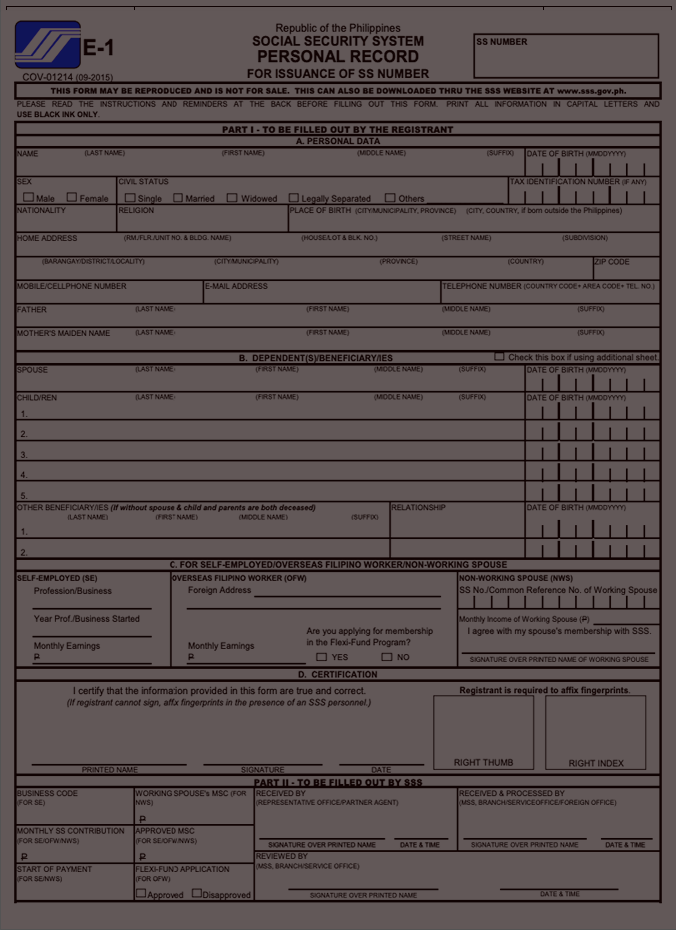 Republic of the Philippines
SOCIAL SECURITY SYSTEM
E-1
PERSONAL RECORD
FOR ISSUANCE OF SS NUMBER
COV-01214 (09-2015)
SS NUMBER
THIS FORM MAY BE REPRODUCED AND IS NOT FOR SALE. THIS CAN ALSO BE DOWNLOADED THRU THE SSS WEBSITE AT www.sss.gov.ph.
PLEASE READ THE INSTRUCTIONS AND REMINDERS AT THE BACK BEFORE FILLING OUT THIS FORM. PRINT ALL INFORMATION IN CAPITAL LETTERS AND
USE BLACK INK ONLY.
PART I - TO BE FILLED OUT BY THE REGISTRANT
A. PERSONAL DATA
NAME (LAST NAME) (FIRST NAME) (MIDDLE NAME) (SUFFIX) DATE OF BIRTH (MMDDYYYY)
SEX CIVIL STATUS TAX IDENTIFICATION NUMBER (IF ANY)
Male Female Single Married Widowed Legally Separated Others
NATIONALITY RELIGION PLACE OF BIRTH (CITY/MUNICIPALITY, PROVINCE) (CITY, COUNTRY, if born outside the Philippines)
HOME ADDRESS (RM./FLR./UNIT NO. & BLDG. NAME) (HOUSE/LOT & BLK. NO.) (STREET NAME) (SUBDIVISION)
(BARANGAY/DISTRICT/LOCALITY) (CITY/MUNICIPALITY) (PROVINCE) (COUNTRY) ZIP CODE
MOBILE/CELLPHONE NUMBER E-MAIL ADDRESS TELEPHONE NUMBER (COUNTRY CODE+ AREA CODE+ TEL. NO.)
FATHER (LAST NAME) (FIRST NAME) (MIDDLE NAME) (SUFFIX)
MOTHER'S MAIDEN NAME (LAST NAME) (FIRST NAME) (MIDDLE NAME) (SUFFIX)
B. DEPENDENT(S)/BENEFICIARY/IES Check this box if using additional sheet.
SPOUSE (LAST NAME) (FIRST NAME) (MIDDLE NAME) (SUFFIX) DATE OF BIRTH (MMDDYYYY)
CHILD/REN (LAST NAME) (FIRST NAME) (MIDDLE NAME) (SUFFIX) DATE OF BIRTH (MMDDYYYY)
1.
2.
3.
4.
5.
OTHER BENEFICIARY/IES (If without spouse & child and parents are both deceased) RELATIONSHIP DATE OF BIRTH (MMDDYYYY)
(LAST NAME) (FIRST NAME) (MIDDLE NAME) (SUFFIX)
1.
2.
C. FOR SELF-EMPLOYED/OVERSEAS FILIPINO WORKER/NON-WORKING SPOUSE
SELF-EMPLOYED (SE) OVERSEAS FILIPINO WORKER (OFW) NON-WORKING SPOUSE (NWS)
Profession/Business Foreign Address SS No./Common Reference No. of Working Spouse
Year Prof./Business Started Monthly Income of Working Spouse (₱)
Are you applying for membership I agree with my spouse's membership with SSS.
Monthly Earnings Monthly Earnings in the Flexi-Fund Program?
₱ ₱ YES NO SIGNATURE OVER PRINTED NAME OF WORKING SPOUSE
D. CERTIFICATION
I certify that the information provided in this form are true and correct. Registrant is required to affix fingerprints.
(If registrant cannot sign, affix fingerprints in the presence of an SSS personnel.)
RIGHT THUMB RIGHT INDEX
PRINTED NAME SIGNATURE DATE
PART II - TO BE FILLED OUT BY SSS
BUSINESS CODE WORKING SPOUSE's MSC (FOR RECEIVED BY RECEIVED & PROCESSED BY
(FOR SE) NWS) (REPRESENTATIVE OFFICE/PARTNER AGENT) (MSS, BRANCH/SERVICEOFFICE/FOREIGN OFFICE)
₱
MONTHLY SS CONTRIBUTION APPROVED MSC
(FOR SE/OFW/NWS) (FOR SE/OFW/NWS) SIGNATURE OVER PRINTED NAME DATE & TIME SIGNATURE OVER PRINTED NAME DATE & TIME
₱ ₱ REVIEWED BY
START OF PAYMENT FLEXI-FUND APPLICATION (MSS, BRANCH/SERVICE OFFICE)
(FOR SE/NWS) (FOR OFW)
Approved Disapproved SIGNATURE OVER PRINTED NAME DATE & TIME